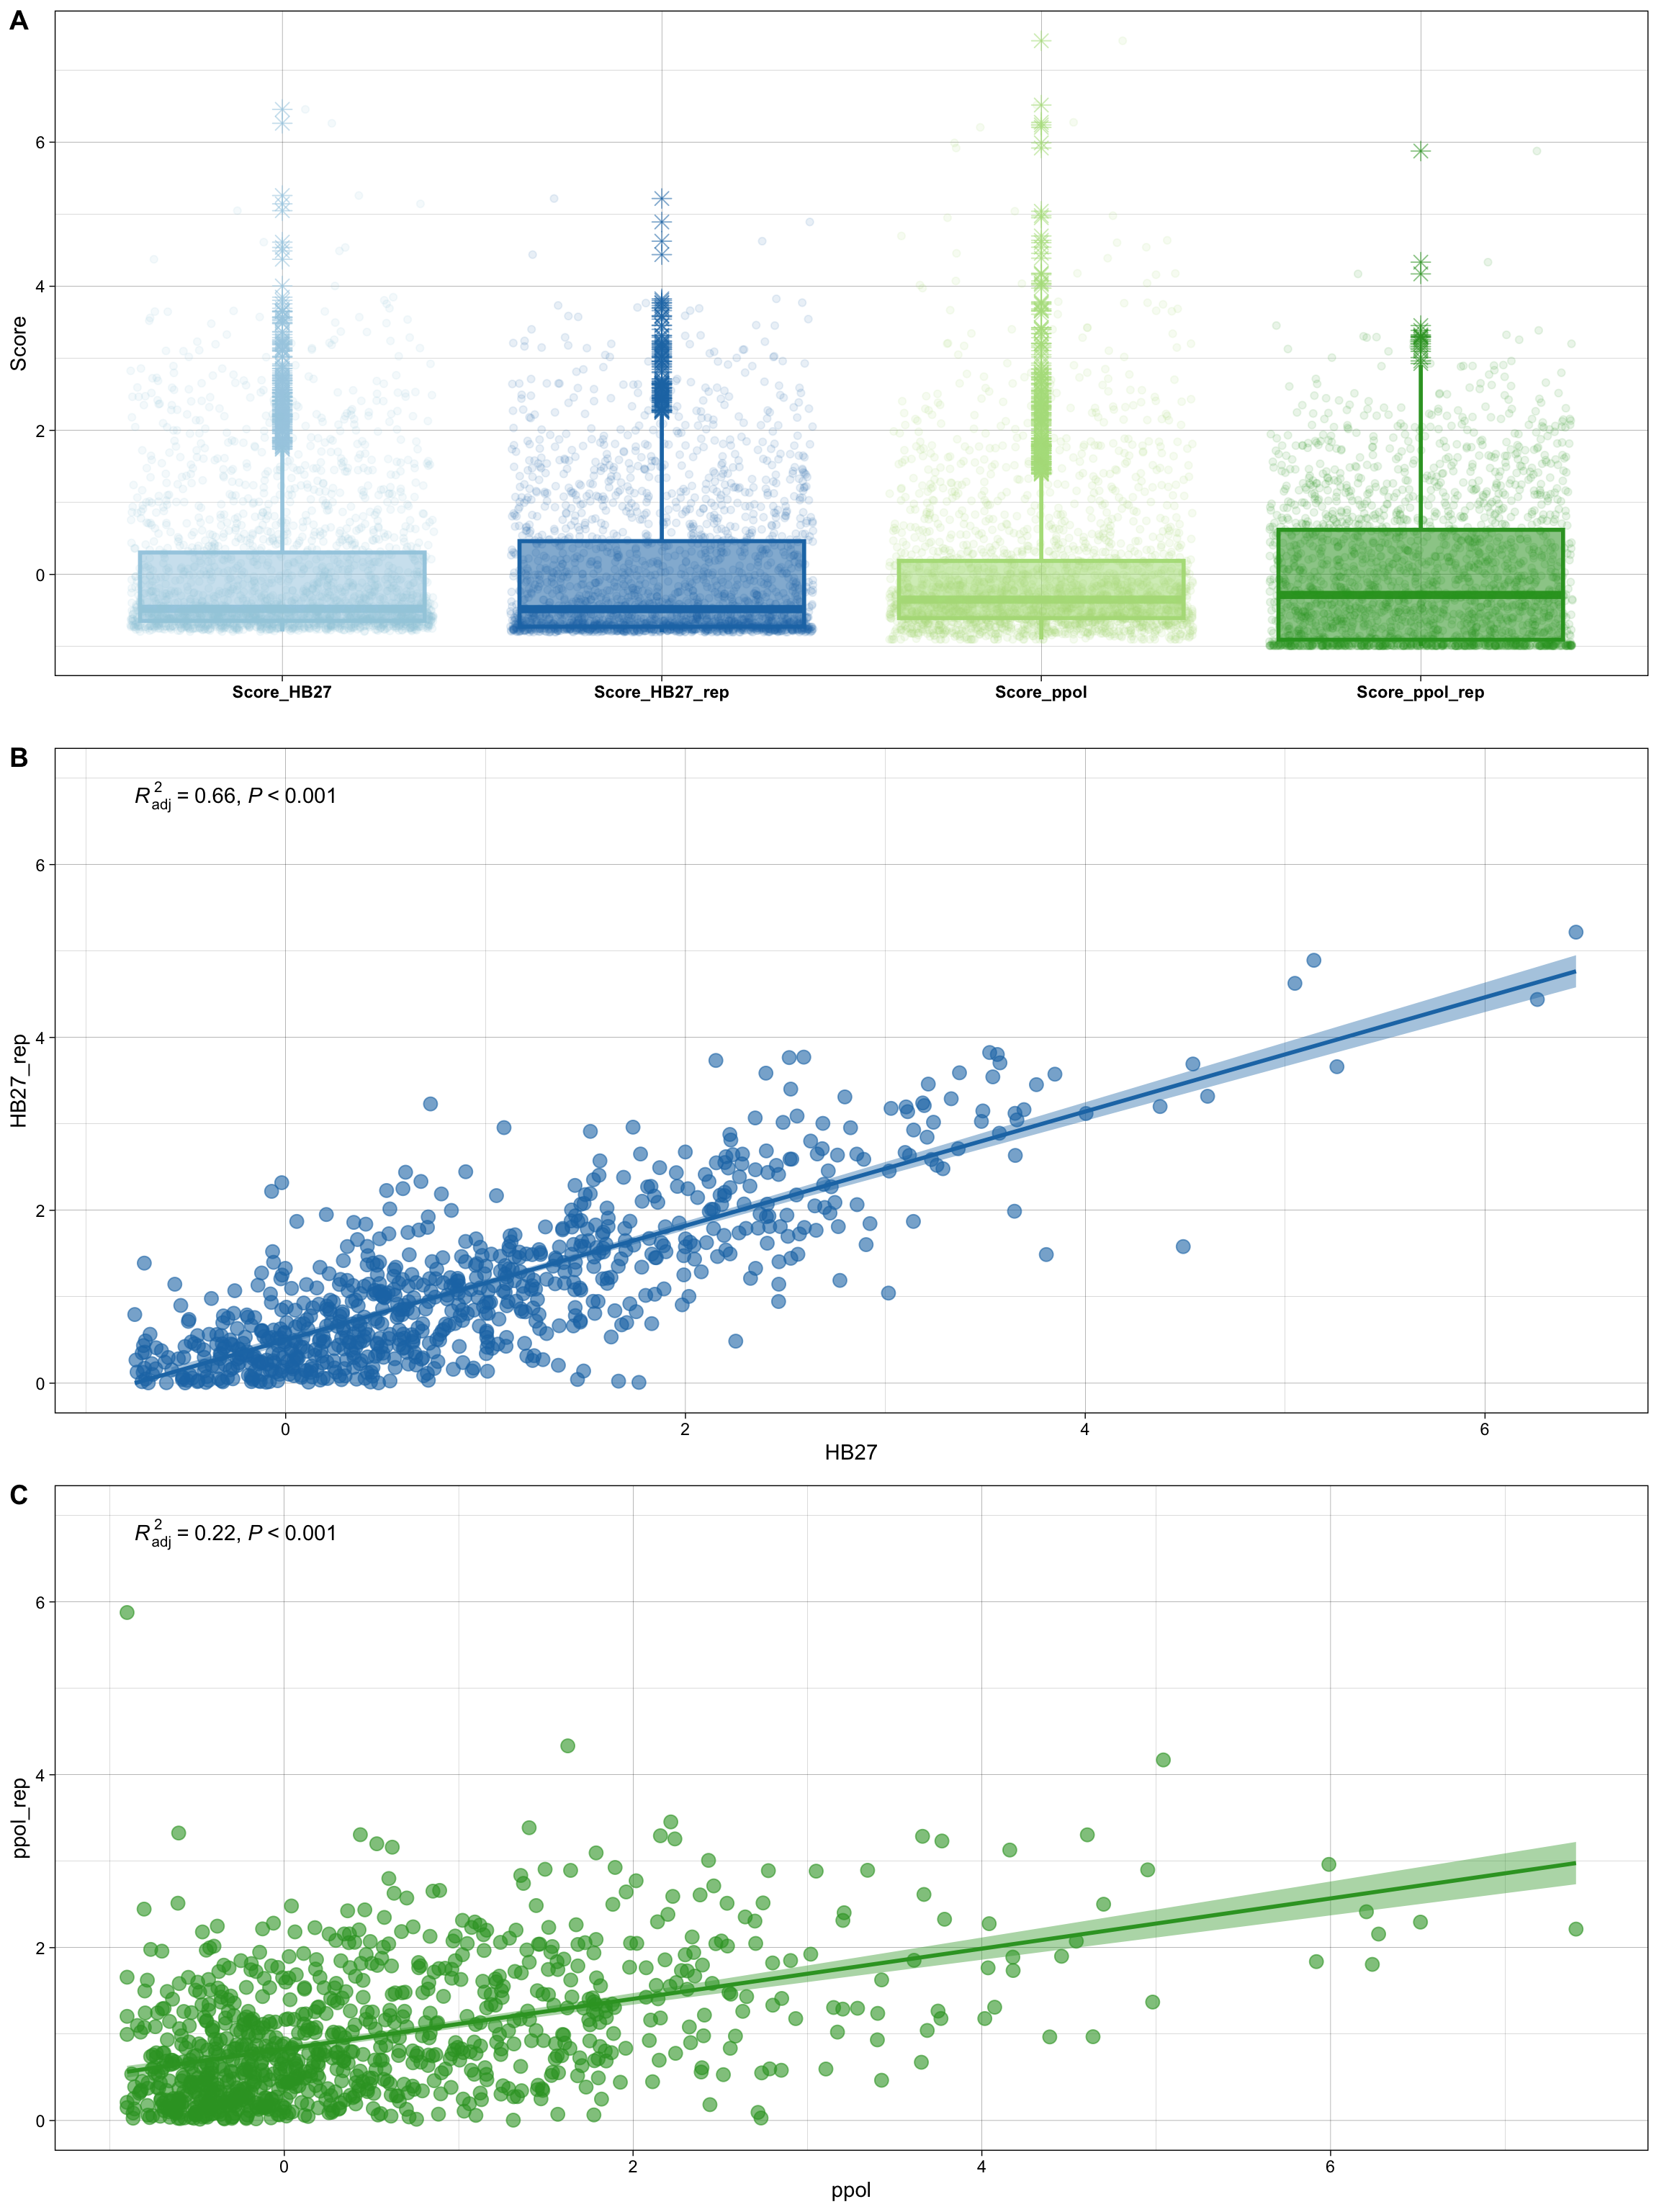 A
Score
6
4
2
0
Score_HB27 Score_HB27_rep Score_ppol Score_ppol_rep
B
R²adj = 0.66, P < 0.001
HB27_rep
6
4
2
0
0 2 4 6
HB27
C
R²adj = 0.22, P < 0.001
ppol_rep
6
4
2
0
0 2 4 6
ppol